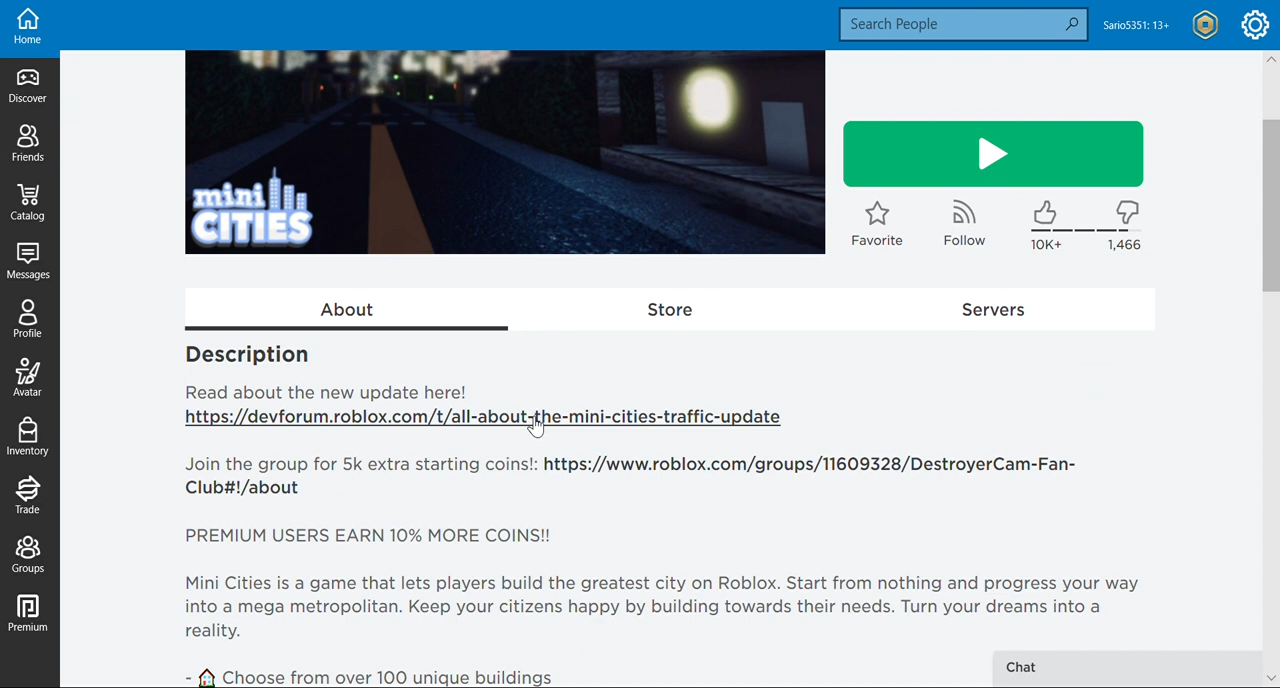 Home
Search People
Sario5351: 13+
Discover
Friends
Catalog
Messages
Profile
Avatar
Inventory
Trade
Groups
Premium
mini
CITIES
Favorite
Follow
10K+
1,466
About
Store
Servers
Description
Read about the new update here!
https://devforum.roblox.com/t/all-about-the-mini-cities-traffic-update
Join the group for 5k extra starting coins!: https://www.roblox.com/groups/11609328/DestroyerCam-Fan-
Club#!/about
PREMIUM USERS EARN 10% MORE COINS!!
Mini Cities is a game that lets players build the greatest city on Roblox. Start from nothing and progress your way
into a mega metropolitan. Keep your citizens happy by building towards their needs. Turn your dreams into a
reality.
- 🏠 Choose from over 100 unique buildings
Chat